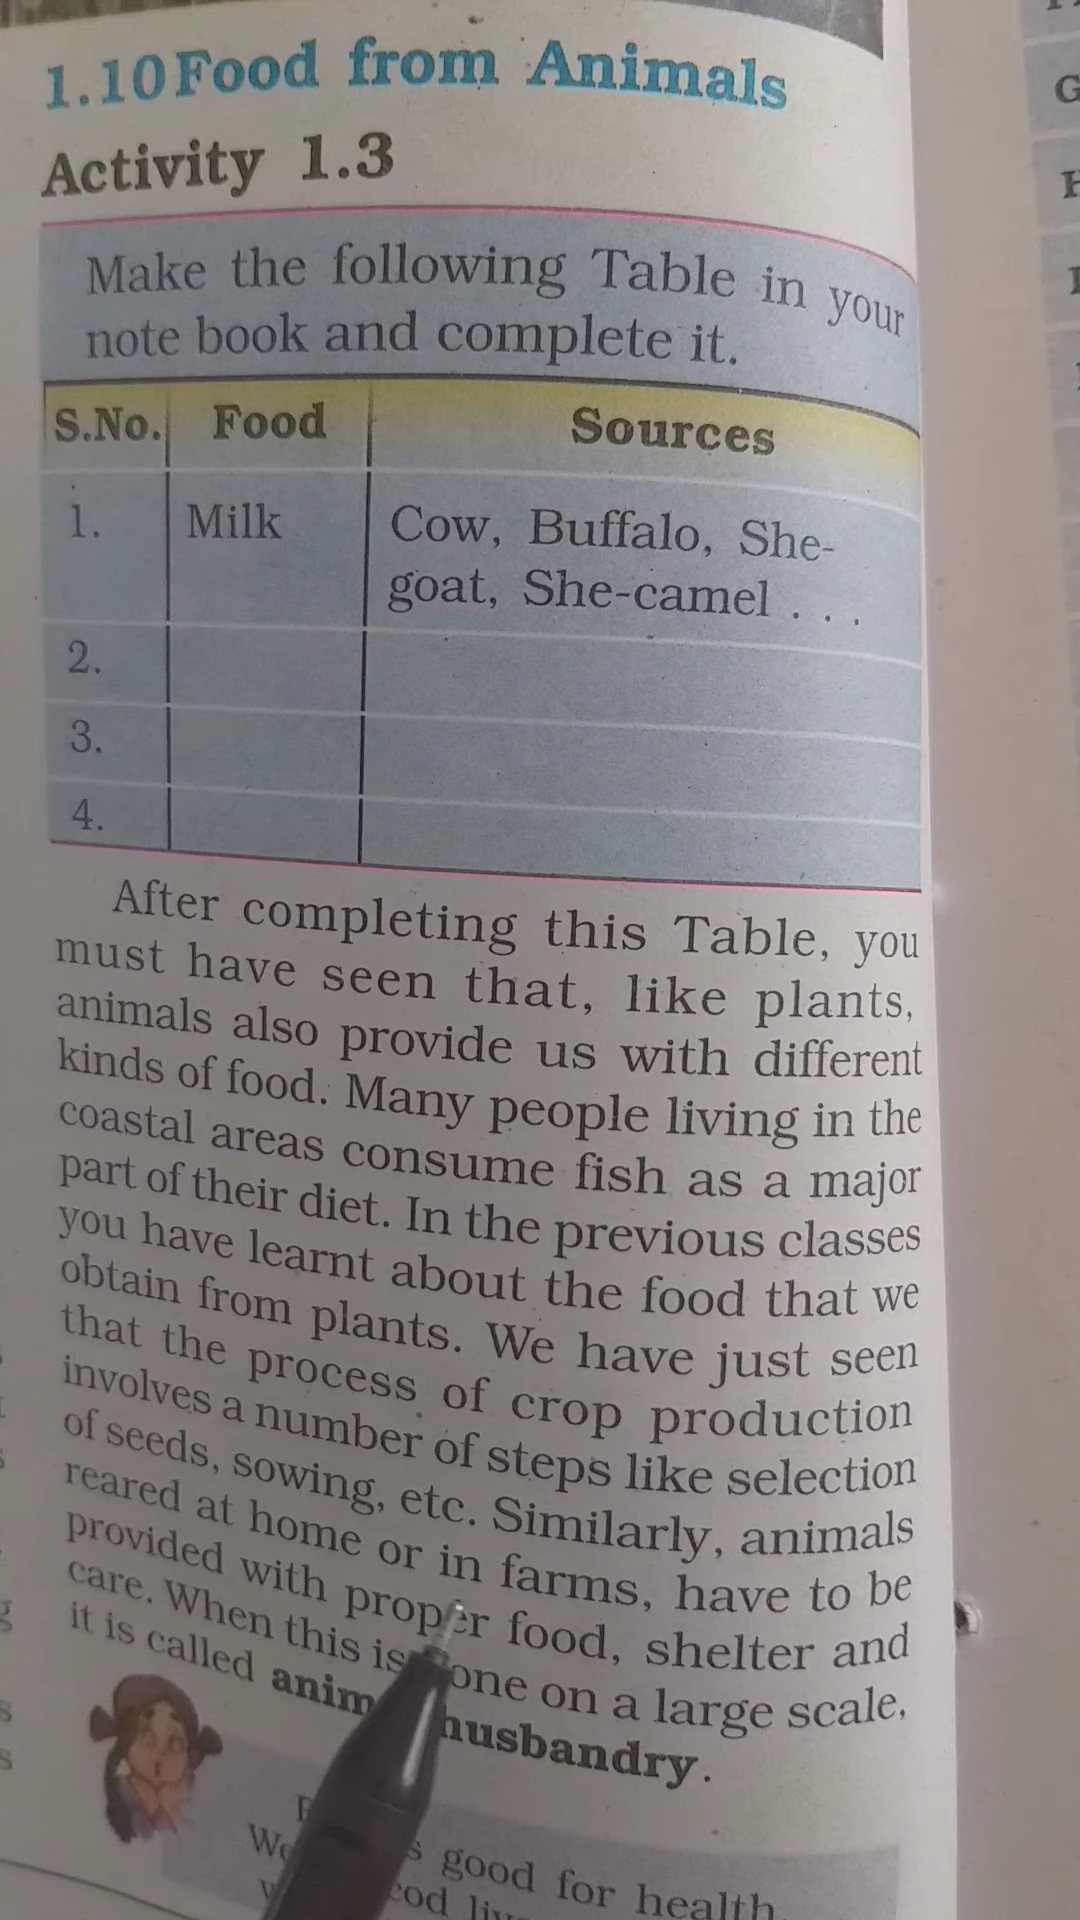 1.10 Food from Animals
Activity 1.3
Make the following Table in your
note book and complete it.
S.No. Food Sources
1. Milk Cow, Buffalo, She-
goat, She-camel . . .
2.
3.
4.
After completing this Table, you
must have seen that, like plants,
animals also provide us with different
kinds of food. Many people living in the
coastal areas consume fish as a major
part of their diet. In the previous classes
you have learnt about the food that we
obtain from plants. We have just seen
that the process of crop production
involves a number of steps like selection
of seeds, sowing, etc. Similarly, animals
reared at home or in farms, have to be
provided with proper food, shelter and
care. When this is one on a large scale,
it is called anim husbandry.
good for health